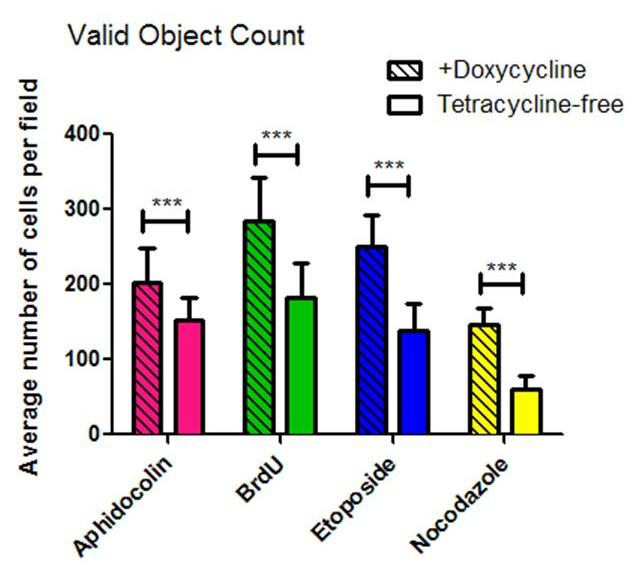 Valid Object Count
+Doxycycline
Tetracycline-free
Average number of cells per field
400
300
200
100
0
***
***
***
***
Aphidocolin
BrdU
Etoposide
Nocodazole